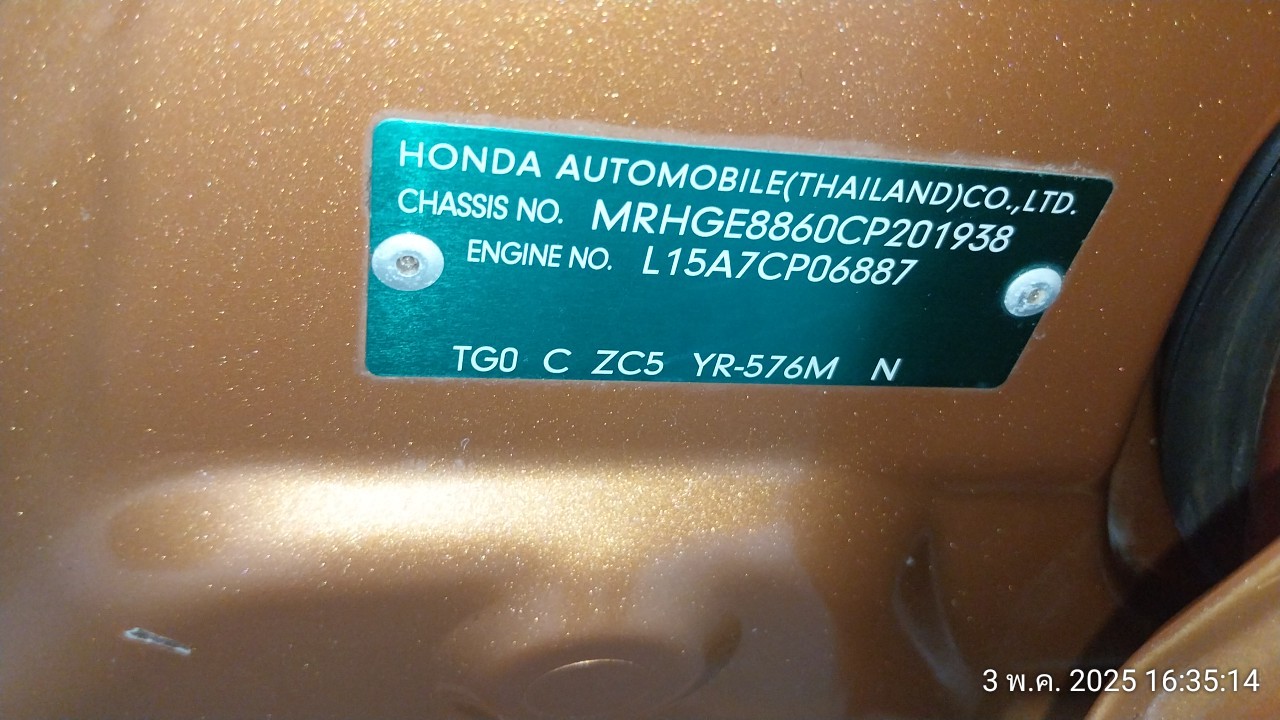 HONDA AUTOMOBILE(THAILAND)CO.,LTD.
CHASSIS NO. MRHGE8860CP201938
ENGINE NO. L15A7CP06887
TG0 C ZC5 YR-576M N
3 พ.ค. 2025 16:35:14